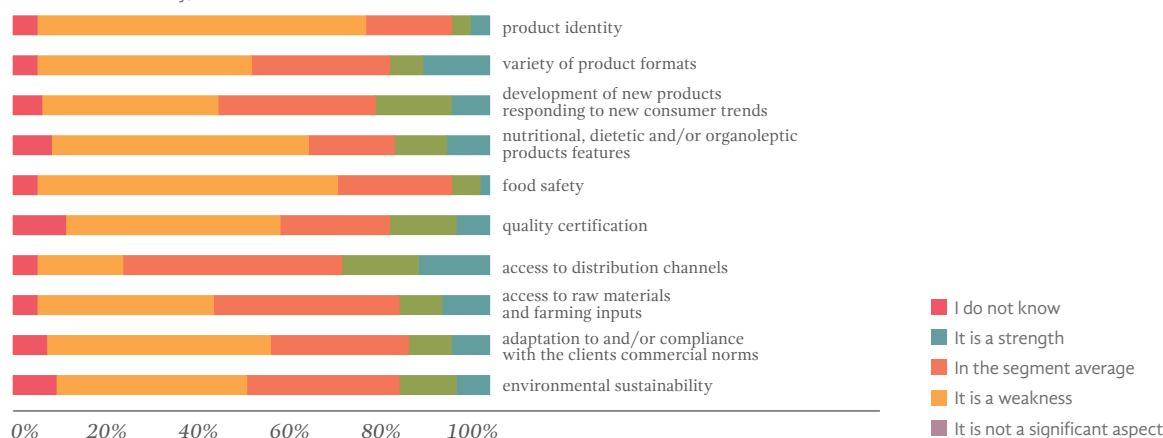 product identity
variety of product formats
development of new products
responding to new consumer trends
nutritional, dietetic and/or organoleptic
products features
food safety
quality certification
access to distribution channels
access to raw materials
and farming inputs
adaptation to and/or compliance
with the clients commercial norms
environmental sustainability
0% 20% 40% 60% 80% 100%
I do not know
It is a strength
In the segment average
It is a weakness
It is not a significant aspect